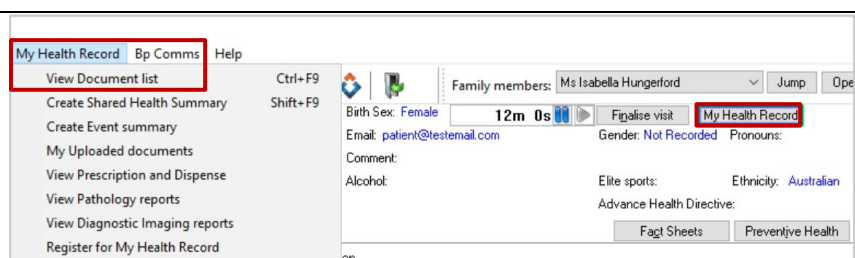 My Health Record Bp Comms Help
View Document list Ctrl+F9
Create Shared Health Summary Shift+F9
Create Event summary
My Uploaded documents
View Prescription and Dispense
View Pathology reports
View Diagnostic Imaging reports
Register for My Health Record
Family members: Ms Isabella Hungerford Jump Ope
Birth Sex: Female 12m 0s Finalise visit My Health Record
Email: patient@testemail.com Gender: Not Recorded Pronouns:
Comment:
Alcohol: Elite sports: Ethnicity: Australian
Advance Health Directive:
Fact Sheets Preventive Health